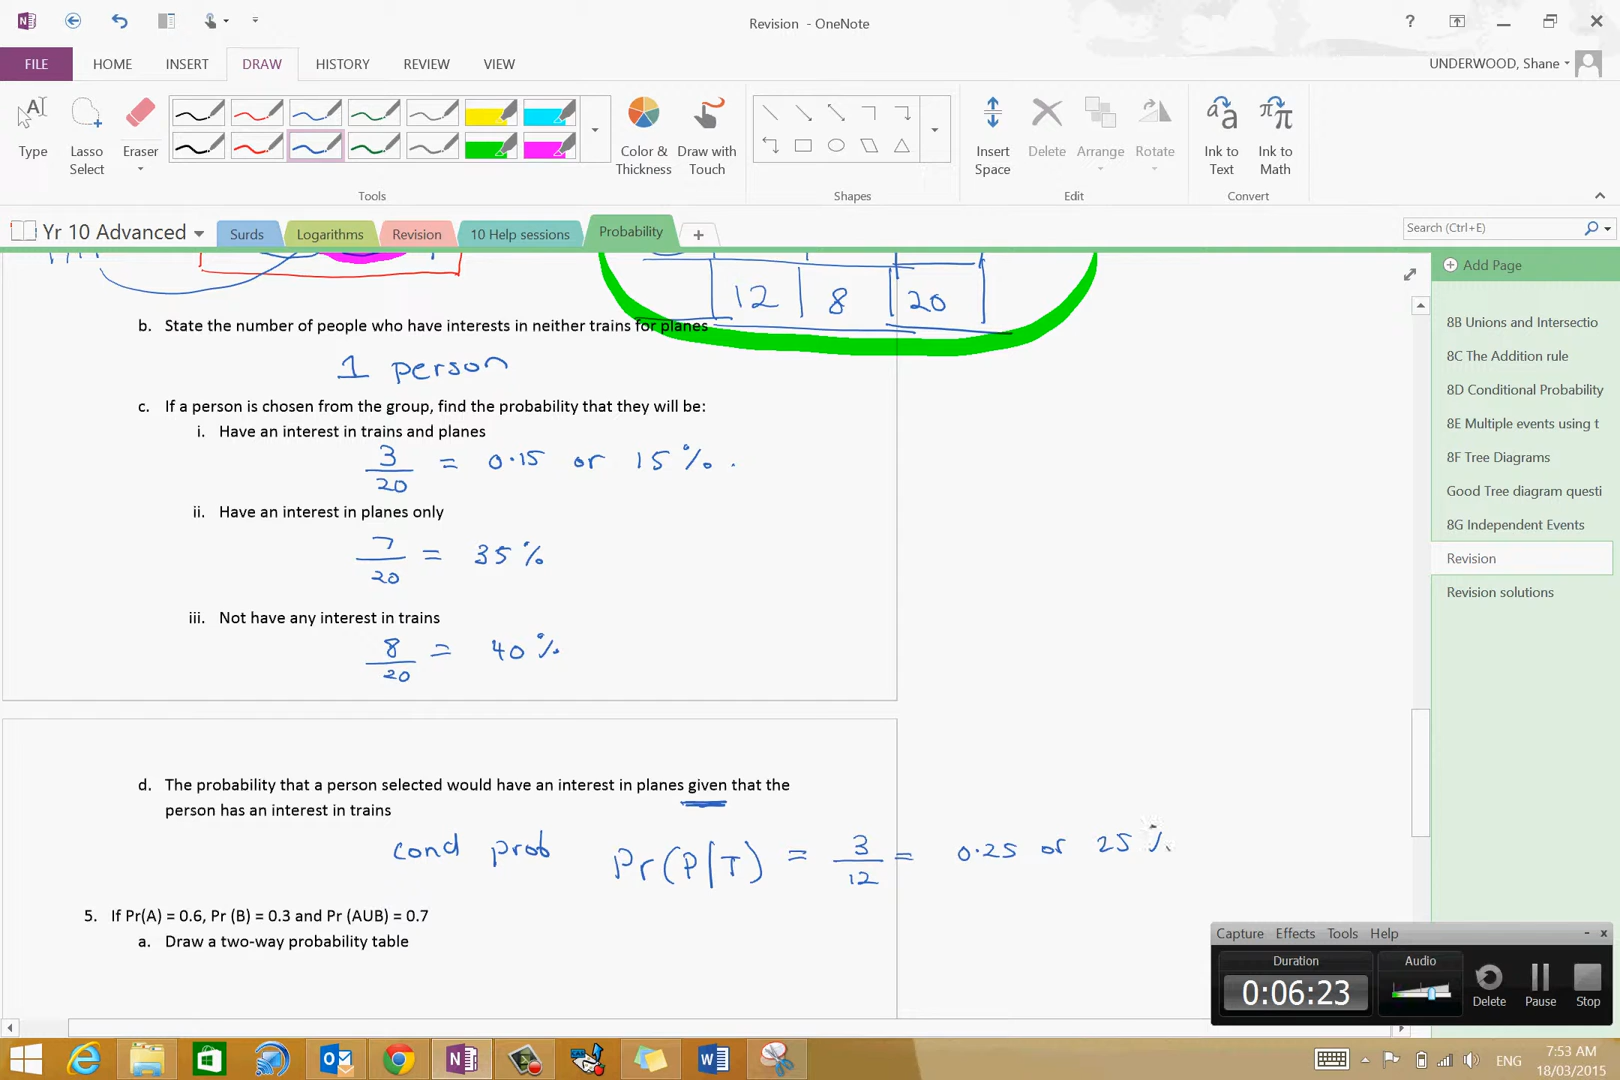 Revision - OneNote
FILE HOME INSERT DRAW HISTORY REVIEW VIEW
UNDERWOOD, Shane
Type
Lasso Select
Eraser
Color & Thickness
Draw with Touch
Insert Space
Delete
Arrange
Rotate
Ink to Text
Ink to Math
Tools
Shapes
Edit
Convert
Yr 10 Advanced
Surds
Logarithms
Revision
10 Help sessions
Probability
+
Search (Ctrl+E)
Add Page
8B Unions and Intersectio
8C The Addition rule
8D Conditional Probability
8E Multiple events using t
8F Tree Diagrams
Good Tree diagram questi
8G Independent Events
Revision
Revision solutions
12 8 20
b. State the number of people who have interests in neither trains for planes
1 person
c. If a person is chosen from the group, find the probability that they will be:
i. Have an interest in trains and planes
3/20 = 0.15 or 15%.
ii. Have an interest in planes only
7/20 = 35%
iii. Not have any interest in trains
8/20 = 40%
d. The probability that a person selected would have an interest in planes given that the
person has an interest in trains
cond prob Pr(P|T) = 3/12 = 0.25 or 25%
5. If Pr(A) = 0.6, Pr (B) = 0.3 and Pr (AUB) = 0.7
a. Draw a two-way probability table
Capture Effects Tools Help
Duration
0:06:23
Audio
Delete
Pause
Stop
ENG
7:53 AM
18/03/2015